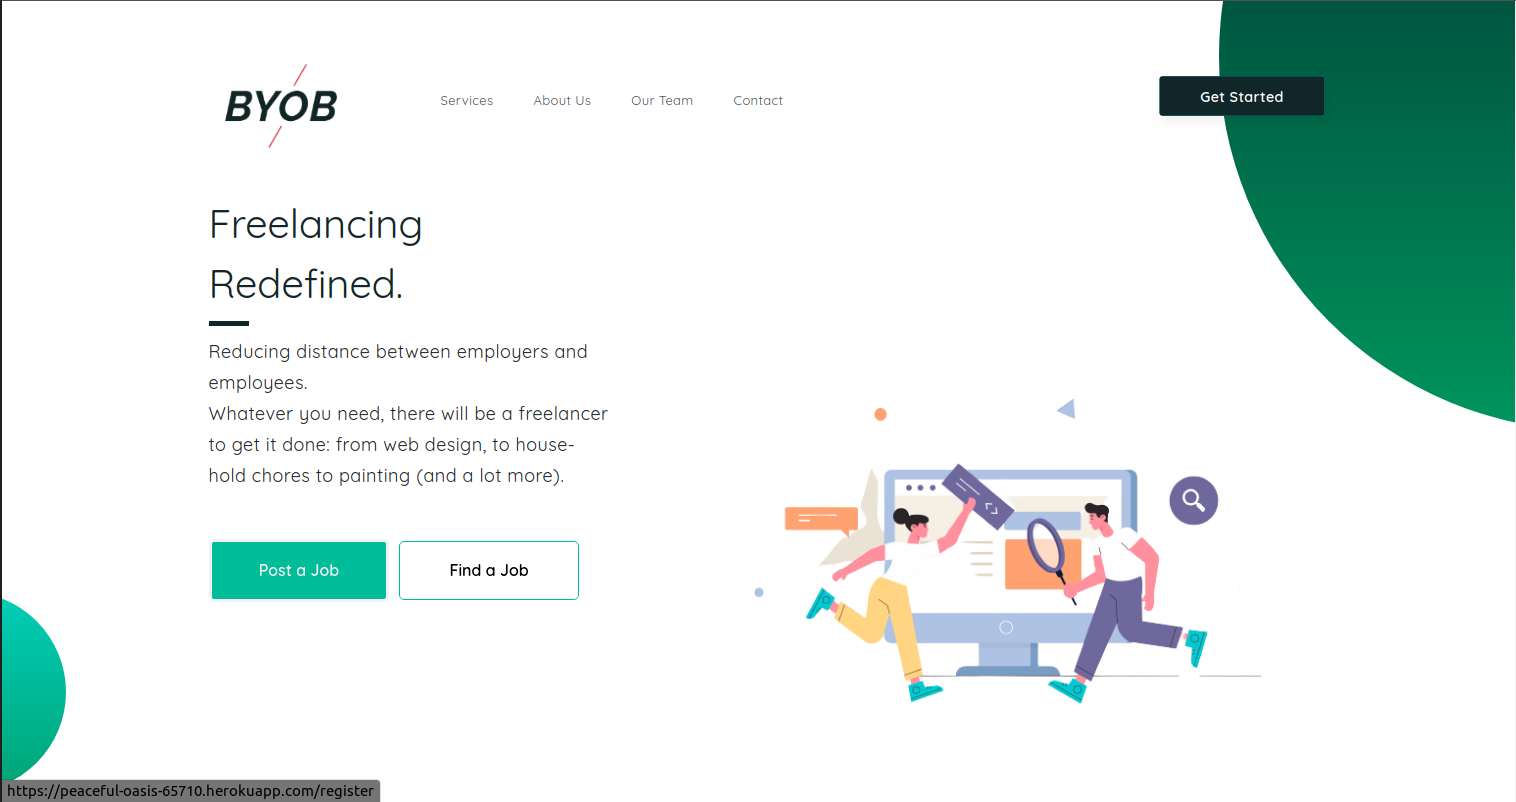 BYOB
Services
About Us
Our Team
Contact
Get Started
Freelancing
Redefined.
Reducing distance between employers and
employees.
Whatever you need, there will be a freelancer
to get it done: from web design, to house-
hold chores to painting (and a lot more).
Post a Job
Find a Job
https://peaceful-oasis-65710.herokuapp.com/register